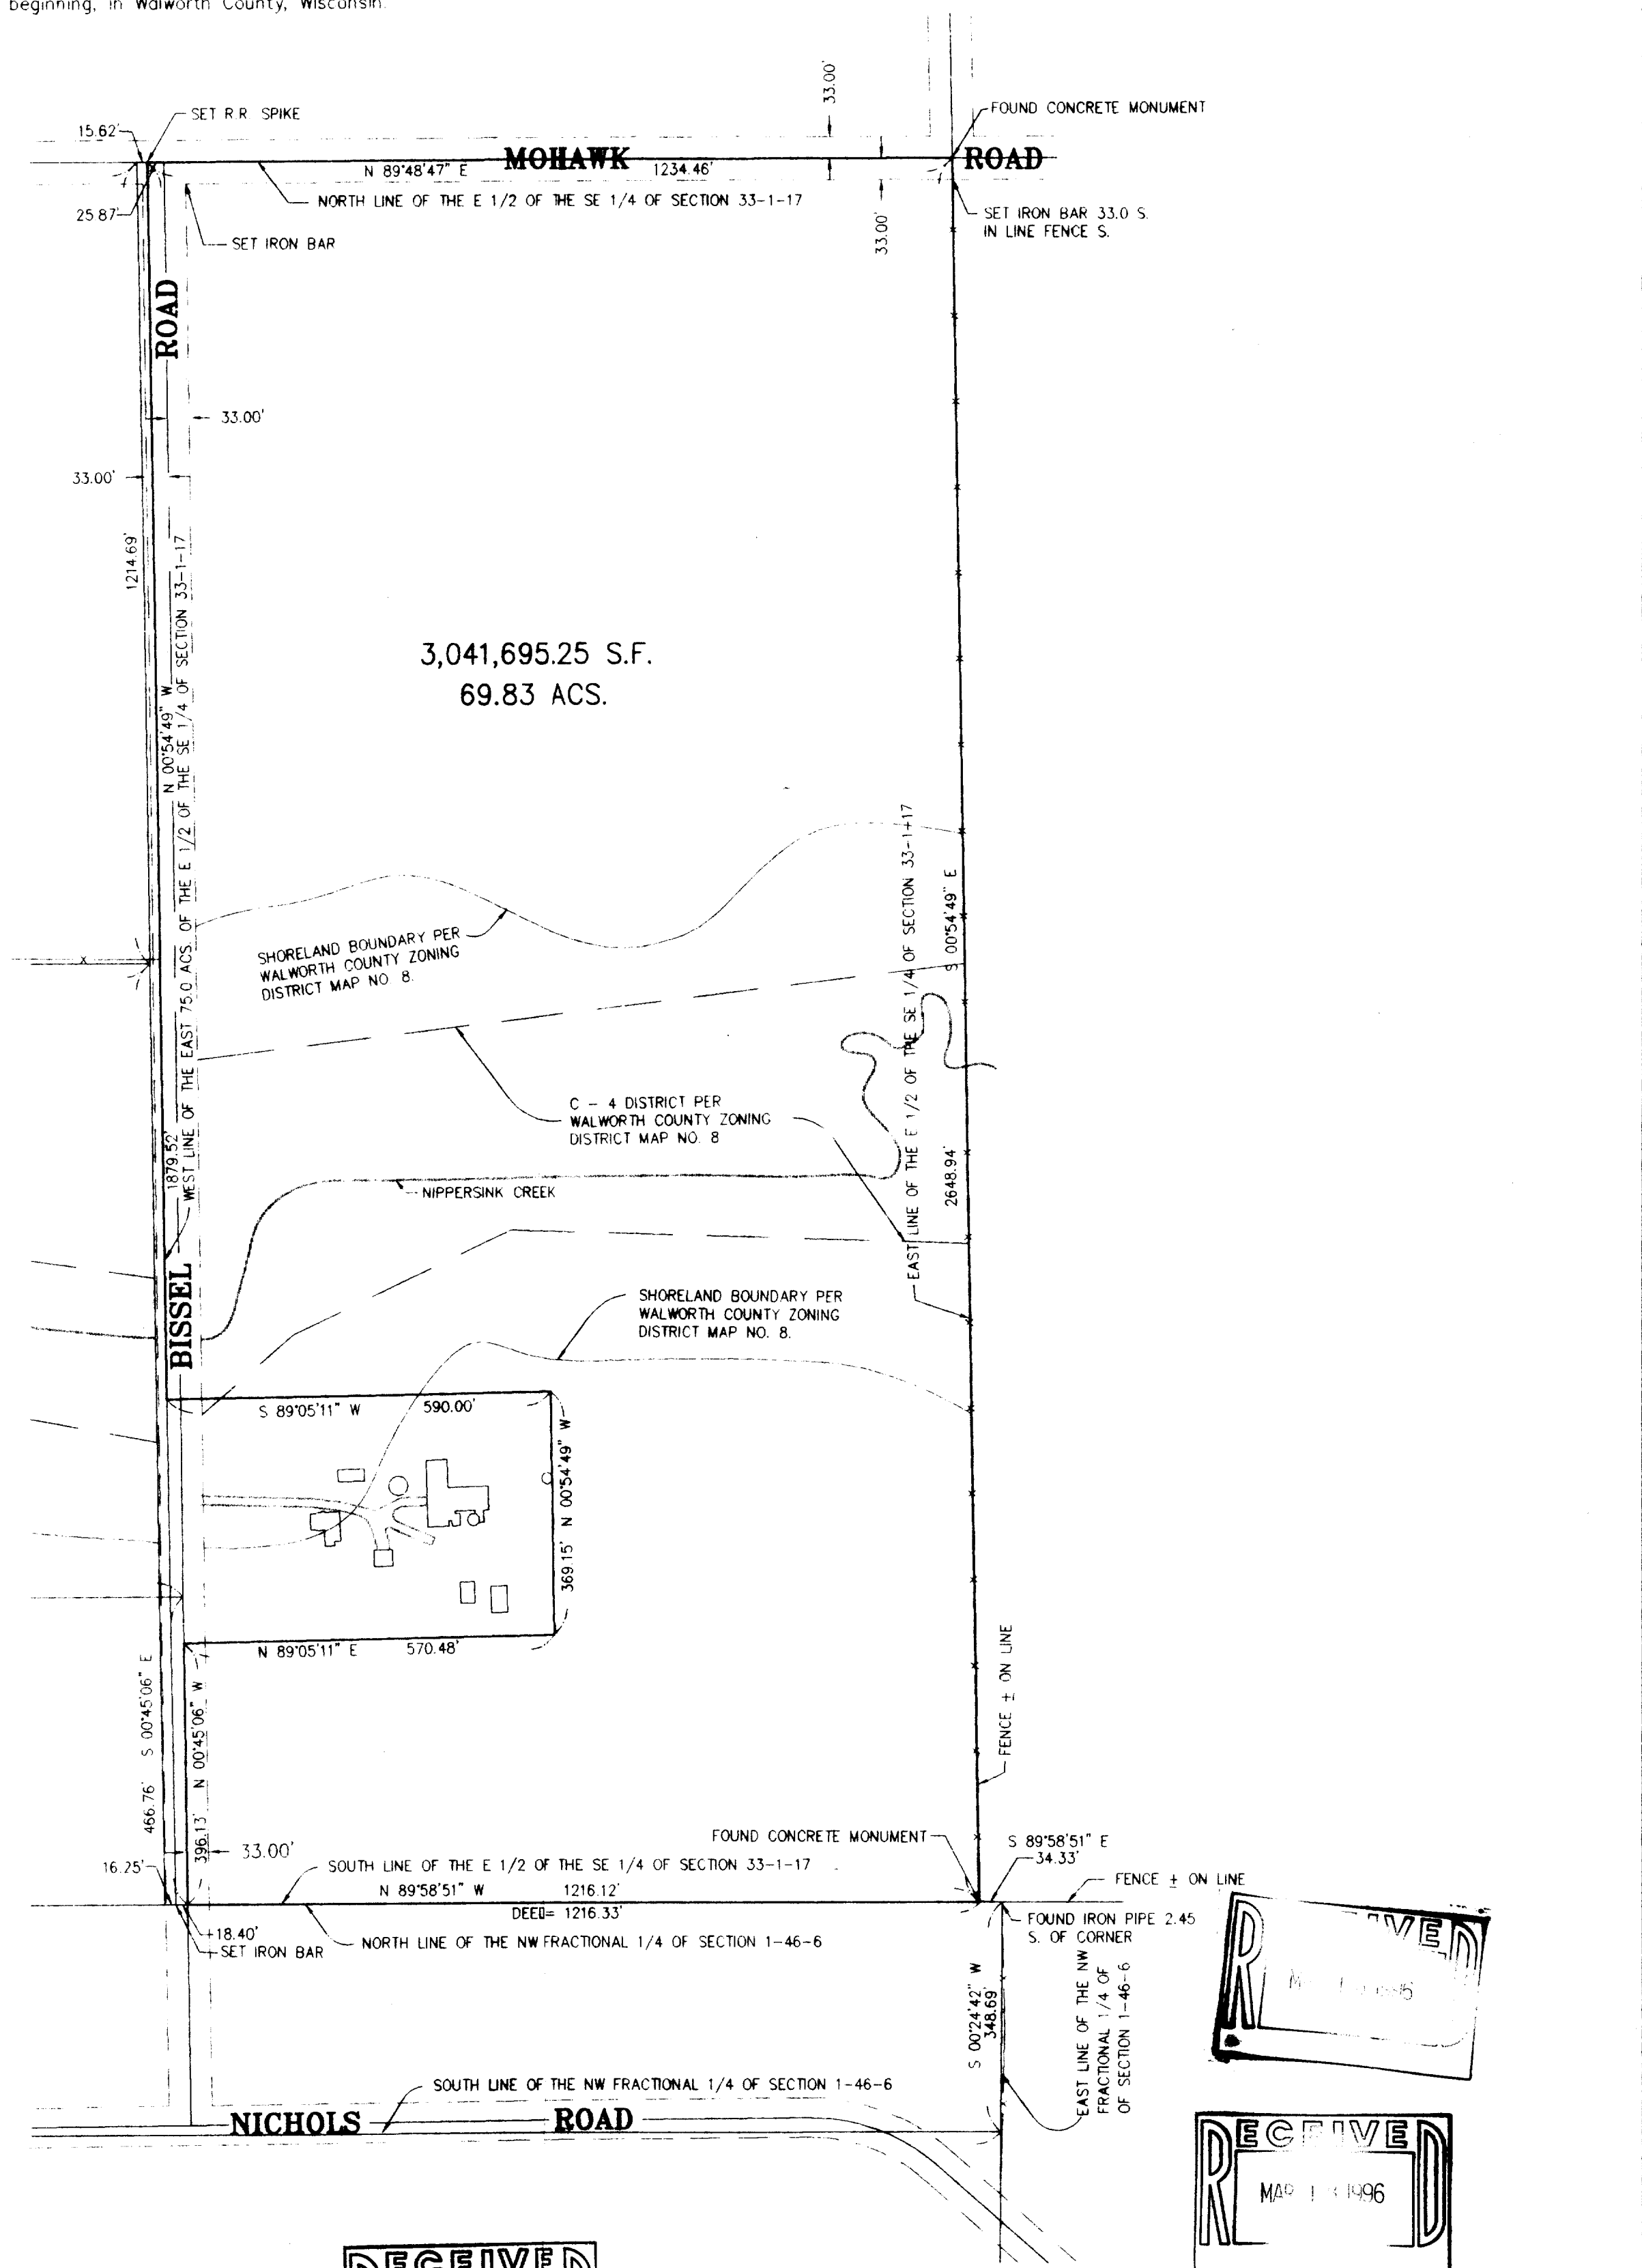 beginning, in Walworth County, Wisconsin.
33.00'
SET R.R. SPIKE
FOUND CONCRETE MONUMENT
15.62'
MOHAWK ROAD
N 89°48'47" E 1234.46'
NORTH LINE OF THE E 1/2 OF THE SE 1/4 OF SECTION 33-1-17
25.87'
SET IRON BAR
33.00'
SET IRON BAR 33.0 S.
IN LINE FENCE S.
ROAD
33.00'
33.00'
1214.69'
N 00°54'49" W
WEST LINE OF THE EAST 75.0 ACS. OF THE E 1/2 OF THE SE 1/4 OF SECTION 33-1-17
3,041,695.25 S.F.
69.83 ACS.
SHORELAND BOUNDARY PER
WALWORTH COUNTY ZONING
DISTRICT MAP NO. 8.
EAST LINE OF THE E 1/2 OF THE SE 1/4 OF SECTION 33-1-17
S 00°54'49" E
2648.94'
C - 4 DISTRICT PER
WALWORTH COUNTY ZONING
DISTRICT MAP NO. 8
1879.52'
NIPPERSINK CREEK
BISSEL
SHORELAND BOUNDARY PER
WALWORTH COUNTY ZONING
DISTRICT MAP NO. 8.
S 89°05'11" W 590.00'
369.15' N 00°54'49" W
N 89°05'11" E 570.48'
466.76' S 00°45'06" E
396.13' N 00°45'06" W
FENCE ± ON LINE
33.00'
FOUND CONCRETE MONUMENT
S 89°58'51" E
34.33'
16.25'
SOUTH LINE OF THE E 1/2 OF THE SE 1/4 OF SECTION 33-1-17
FENCE ± ON LINE
N 89°58'51" W 1216.12'
DEED= 1216.33'
18.40'
SET IRON BAR
NORTH LINE OF THE NW FRACTIONAL 1/4 OF SECTION 1-46-6
FOUND IRON PIPE 2.45
S. OF CORNER
S 00°24'42" W
348.69'
EAST LINE OF THE NW
FRACTIONAL 1/4 OF
OF SECTION 1-46-6
SOUTH LINE OF THE NW FRACTIONAL 1/4 OF SECTION 1-46-6
NICHOLS ROAD
RECEIVED
MAR 1 1996
RECEIVED